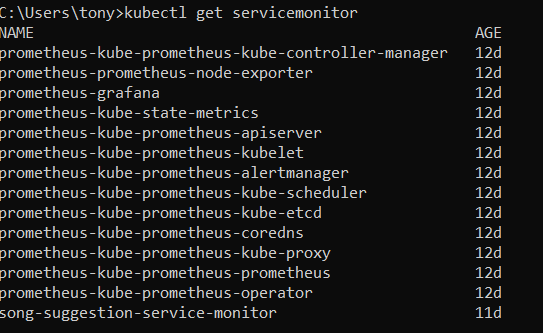 C:\Users\tony>kubectl get servicemonitor
NAME AGE
prometheus-kube-prometheus-kube-controller-manager 12d
prometheus-prometheus-node-exporter 12d
prometheus-grafana 12d
prometheus-kube-state-metrics 12d
prometheus-kube-prometheus-apiserver 12d
prometheus-kube-prometheus-kubelet 12d
prometheus-kube-prometheus-alertmanager 12d
prometheus-kube-prometheus-kube-scheduler 12d
prometheus-kube-prometheus-kube-etcd 12d
prometheus-kube-prometheus-coredns 12d
prometheus-kube-prometheus-kube-proxy 12d
prometheus-kube-prometheus-prometheus 12d
prometheus-kube-prometheus-operator 12d
song-suggestion-service-monitor 11d